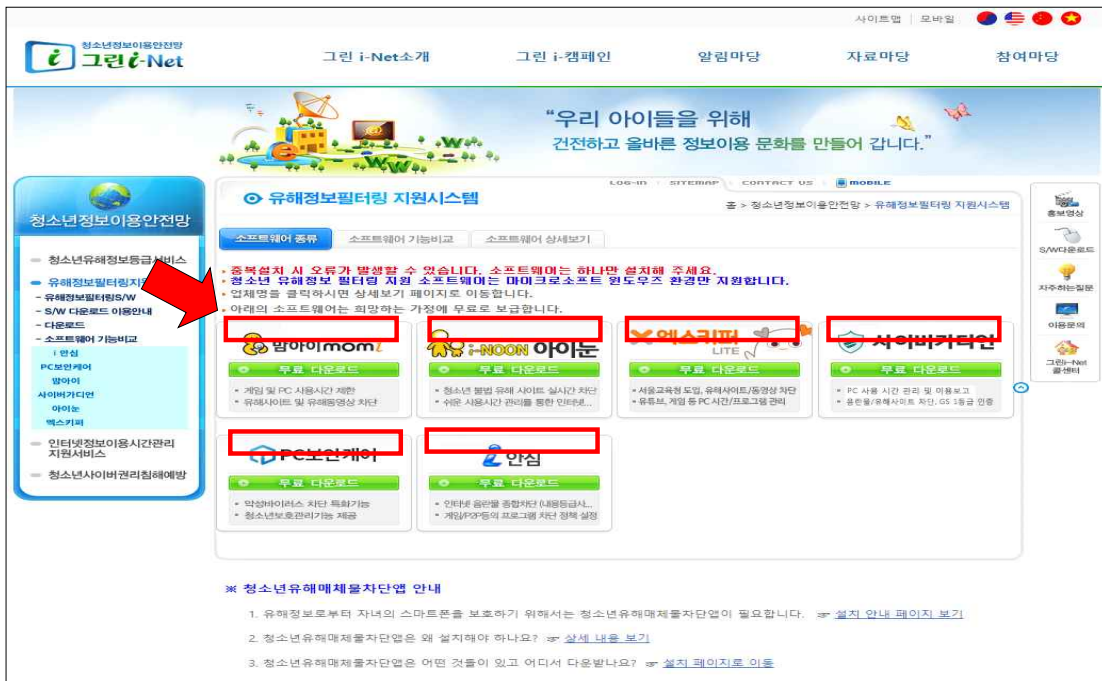 사이트맵 | 모바일
청소년정보이용안전망
그린 i-Net
그린 i-Net소개
그린 i-캠페인
알림마당
자료마당
참여마당
“우리 아이들을 위해
건전하고 올바른 정보이용 문화를 만들어 갑니다.”
LOG-IN SITEMAP CONTACT US MOBILE
청소년정보이용안전망
청소년유해정보등급서비스
유해정보필터링지원
- 유해정보필터링S/W
- S/W 다운로드 이용안내
- 다운로드
- 소프트웨어 기능비교
i 안심
PC보안케어
맘아이
사이버가디언
아이눈
엑스키퍼
인터넷정보이용시간관리
지원서비스
청소년사이버권리침해예방
유해정보필터링 지원시스템
홈 > 청소년정보이용안전망 > 유해정보필터링 지원시스템
소프트웨어 종류
소프트웨어 기능비교
소프트웨어 상세보기
• 중복설치 시 오류가 발생할 수 있습니다. 소프트웨어는 하나만 설치해 주세요.
• 청소년 유해정보 필터링 지원 소프트웨어는 마이크로소프트 윈도우즈 환경만 지원합니다.
• 업체명을 클릭하시면 상세보기 페이지로 이동합니다.
• 아래의 소프트웨어는 희망하는 가정에 무료로 보급합니다.
맘아이momi
무료 다운로드
• 게임 및 PC 사용시간 제한
• 유해사이트 및 유해동영상 차단
i-NOON 아이눈
무료 다운로드
• 청소년 불법 유해 사이트 실시간 차단
• 쉬운 사용시간 관리를 통한 인터넷...
엑스키퍼
LITE
무료 다운로드
• 서울교육청 도입, 유해사이트/동영상 차단
• 유튜브, 게임 등 PC 시간/프로그램 관리
사이버가디언
무료 다운로드
• PC 사용 시간 관리 및 이용보고
• 음란물/유해사이트 차단, GS 1등급 인증
PC보안케어
무료 다운로드
• 악성바이러스 차단 특화기능
• 청소년보호관리기능 제공
안심
무료 다운로드
• 인터넷 음란물 종합차단 (내용등급사...
• 게임/P2P등의 프로그램 차단 정책 설정
홍보영상
S/W다운로드
자주하는질문
이용문의
그린i-Net
콜센터
※ 청소년유해매체물차단앱 안내
1. 유해정보로부터 자녀의 스마트폰을 보호하기 위해서는 청소년유해매체물차단앱이 필요합니다. ☞ 설치 안내 페이지 보기
2. 청소년유해매체물차단앱은 왜 설치해야 하나요? ☞ 상세 내용 보기
3. 청소년유해매체물차단앱은 어떤 것들이 있고 어디서 다운받나요? ☞ 설치 페이지로 이동